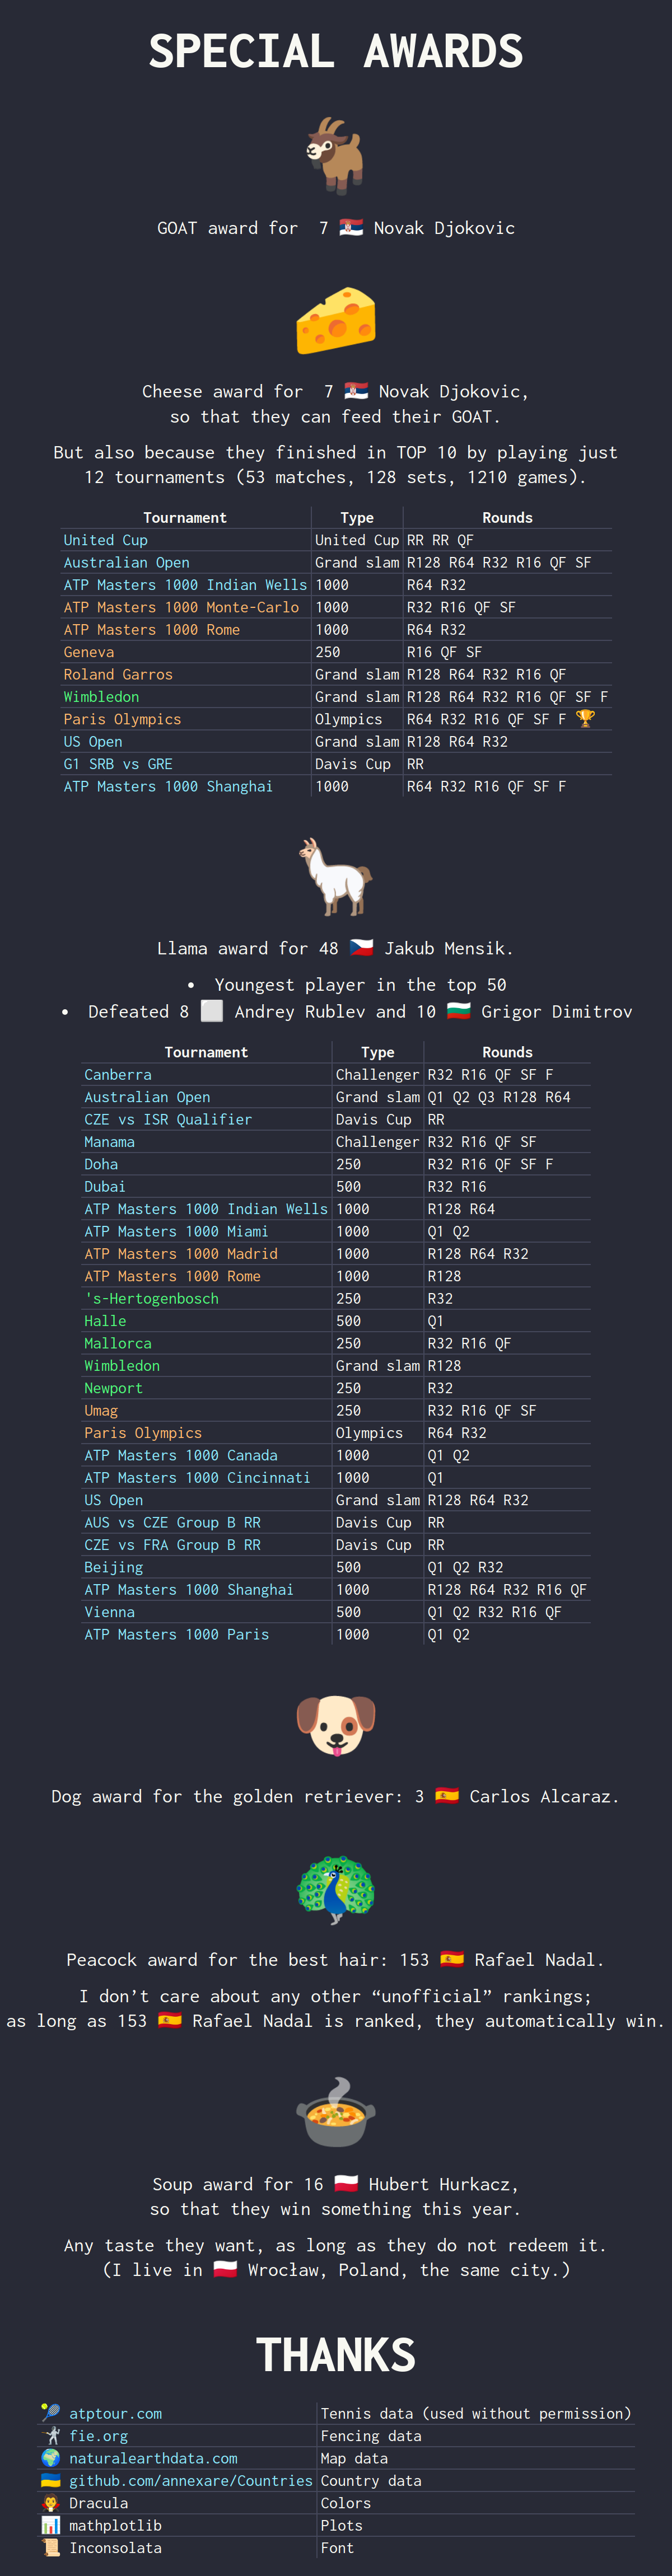 SPECIAL AWARDS
GOAT award for 7 🇷🇸 Novak Djokovic
Cheese award for 7 🇷🇸 Novak Djokovic,
so that they can feed their GOAT.
But also because they finished in TOP 10 by playing just
12 tournaments (53 matches, 128 sets, 1210 games).
Tournament Type Rounds
United Cup United Cup RR RR QF
Australian Open Grand slam R128 R64 R32 R16 QF SF
ATP Masters 1000 Indian Wells 1000 R64 R32
ATP Masters 1000 Monte-Carlo 1000 R32 R16 QF SF
ATP Masters 1000 Rome 1000 R64 R32
Geneva 250 R16 QF SF
Roland Garros Grand slam R128 R64 R32 R16 QF
Wimbledon Grand slam R128 R64 R32 R16 QF SF F
Paris Olympics Olympics R64 R32 R16 QF SF F 🏆
US Open Grand slam R128 R64 R32
G1 SRB vs GRE Davis Cup RR
ATP Masters 1000 Shanghai 1000 R64 R32 R16 QF SF F
Llama award for 48 🇨🇿 Jakub Mensik.
• Youngest player in the top 50
• Defeated 8 ⬜ Andrey Rublev and 10 🇧🇬 Grigor Dimitrov
Tournament Type Rounds
Canberra Challenger R32 R16 QF SF F
Australian Open Grand slam Q1 Q2 Q3 R128 R64
CZE vs ISR Qualifier Davis Cup RR
Manama Challenger R32 R16 QF SF
Doha 250 R32 R16 QF SF F
Dubai 500 R32 R16
ATP Masters 1000 Indian Wells 1000 R128 R64
ATP Masters 1000 Miami 1000 Q1 Q2
ATP Masters 1000 Madrid 1000 R128 R64 R32
ATP Masters 1000 Rome 1000 R128
's-Hertogenbosch 250 R32
Halle 500 Q1
Mallorca 250 R32 R16 QF
Wimbledon Grand slam R128
Newport 250 R32
Umag 250 R32 R16 QF SF
Paris Olympics Olympics R64 R32
ATP Masters 1000 Canada 1000 Q1 Q2
ATP Masters 1000 Cincinnati 1000 Q1
US Open Grand slam R128 R64 R32
AUS vs CZE Group B RR Davis Cup RR
CZE vs FRA Group B RR Davis Cup RR
Beijing 500 Q1 Q2 R32
ATP Masters 1000 Shanghai 1000 R128 R64 R32 R16 QF
Vienna 500 Q1 Q2 R32 R16 QF
ATP Masters 1000 Paris 1000 Q1 Q2
Dog award for the golden retriever: 3 🇪🇸 Carlos Alcaraz.
Peacock award for the best hair: 153 🇪🇸 Rafael Nadal.
I don’t care about any other “unofficial” rankings;
as long as 153 🇪🇸 Rafael Nadal is ranked, they automatically win.
Soup award for 16 🇵🇱 Hubert Hurkacz,
so that they win something this year.
Any taste they want, as long as they do not redeem it.
(I live in 🇵🇱 Wrocław, Poland, the same city.)
THANKS
🎾 atptour.com Tennis data (used without permission)
🤺 fie.org Fencing data
🌍 naturalearthdata.com Map data
🇺🇦 github.com/annexare/Countries Country data
🧛 Dracula Colors
📊 mathplotlib Plots
📜 Inconsolata Font